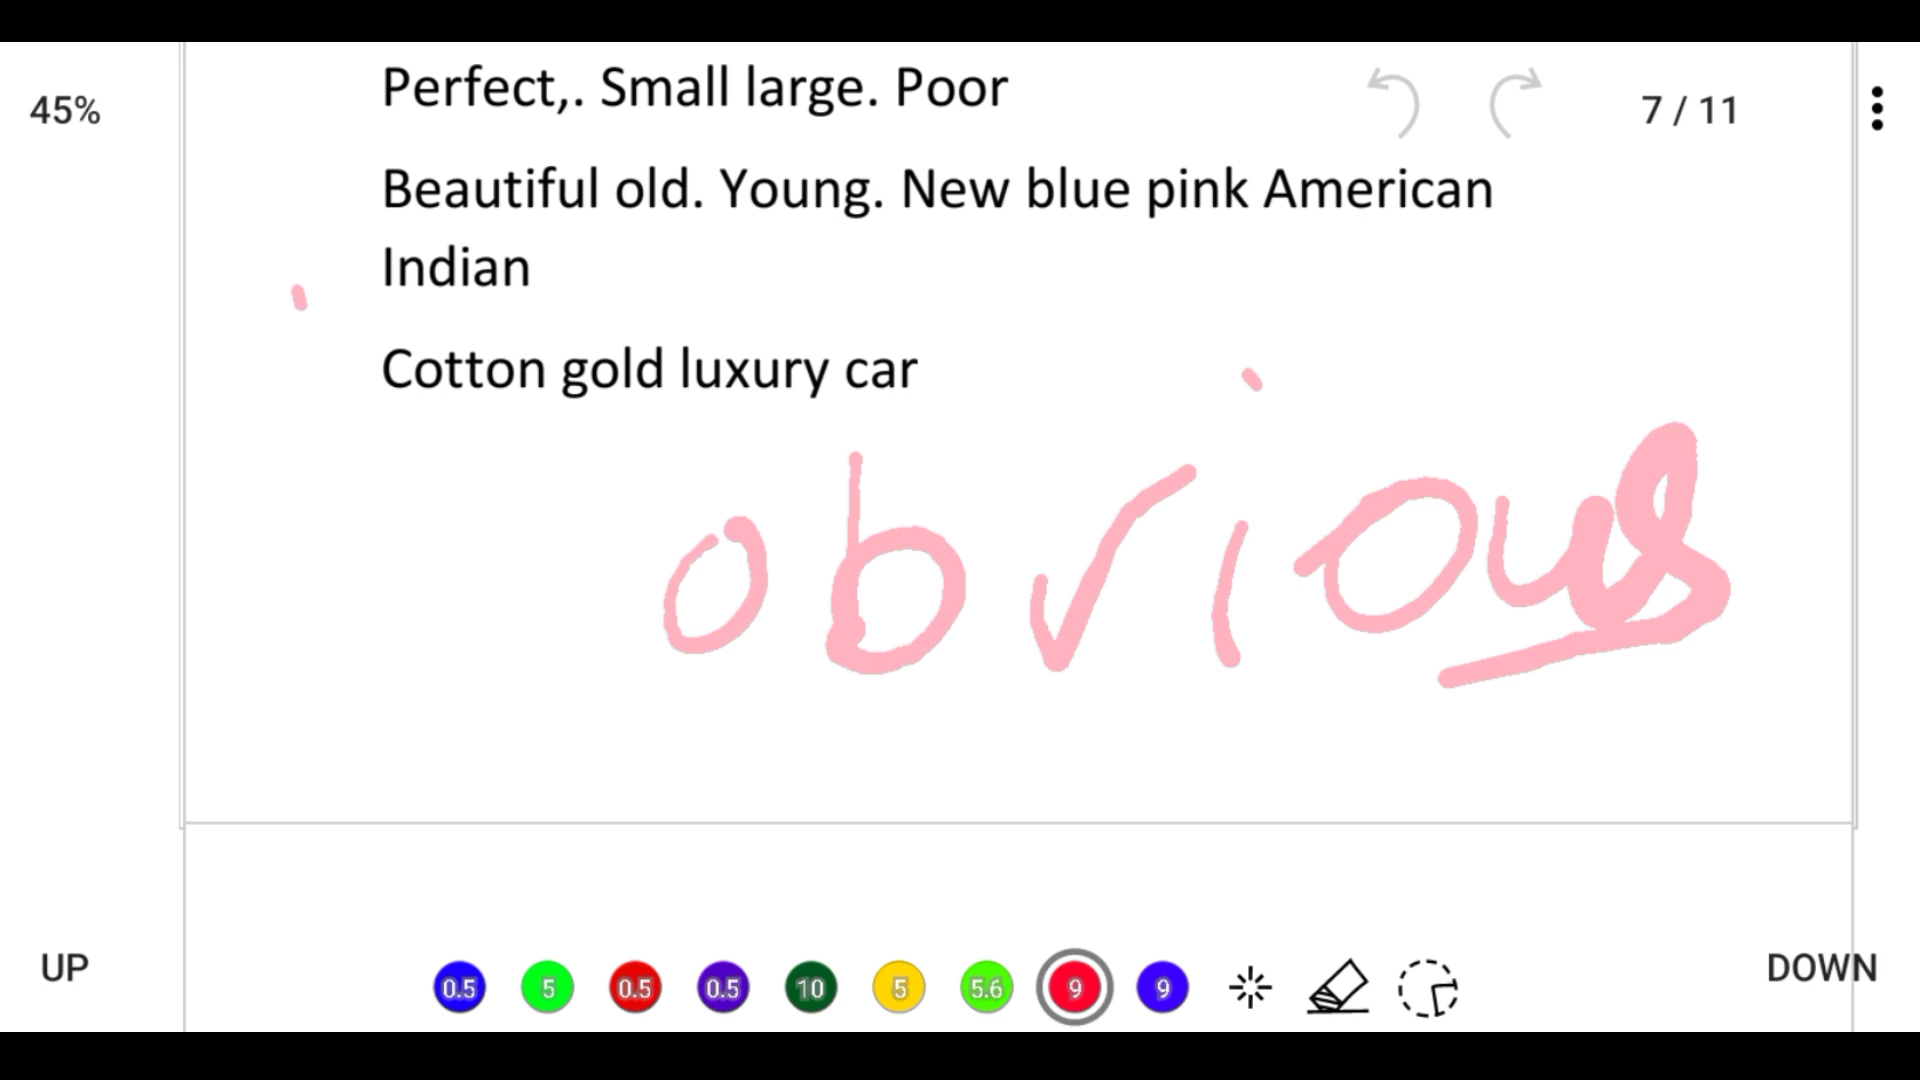 45%
Perfect,. Small large. Poor
7 / 11
Beautiful old. Young. New blue pink American
Indian
Cotton gold luxury car
obvious
UP
DOWN
0.5 5 0.5 0.5 10 5 5.6 9 9